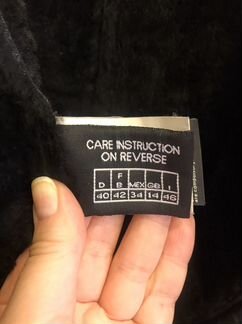 CARE INSTRUCTION
ON REVERSE
F
D B MEX GB I
40 42 34 14 46